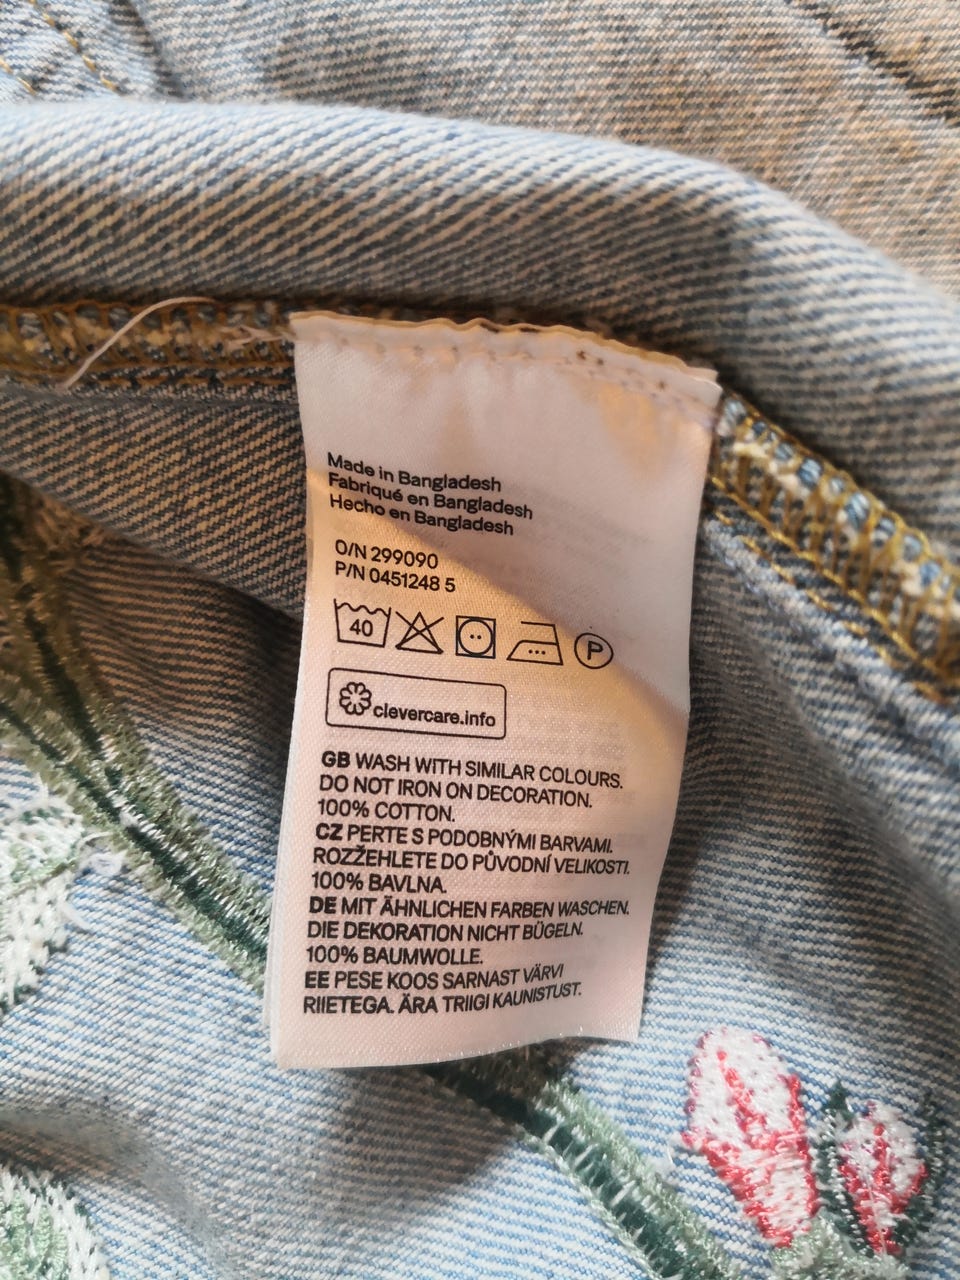 Made in Bangladesh
Fabriqué en Bangladesh
Hecho en Bangladesh
O/N 299090
P/N 0451248 5
40 P
clevercare.info
GB WASH WITH SIMILAR COLOURS.
DO NOT IRON ON DECORATION.
100% COTTON.
CZ PERTE S PODOBNÝMI BARVAMI.
ROZŽEHLETE DO PŮVODNÍ VELIKOSTI.
100% BAVLNA.
DE MIT ÄHNLICHEN FARBEN WASCHEN.
DIE DEKORATION NICHT BÜGELN.
100% BAUMWOLLE.
EE PESE KOOS SARNAST VÄRVI
RIIETEGA. ÄRA TRIIGI KAUNISTUST.